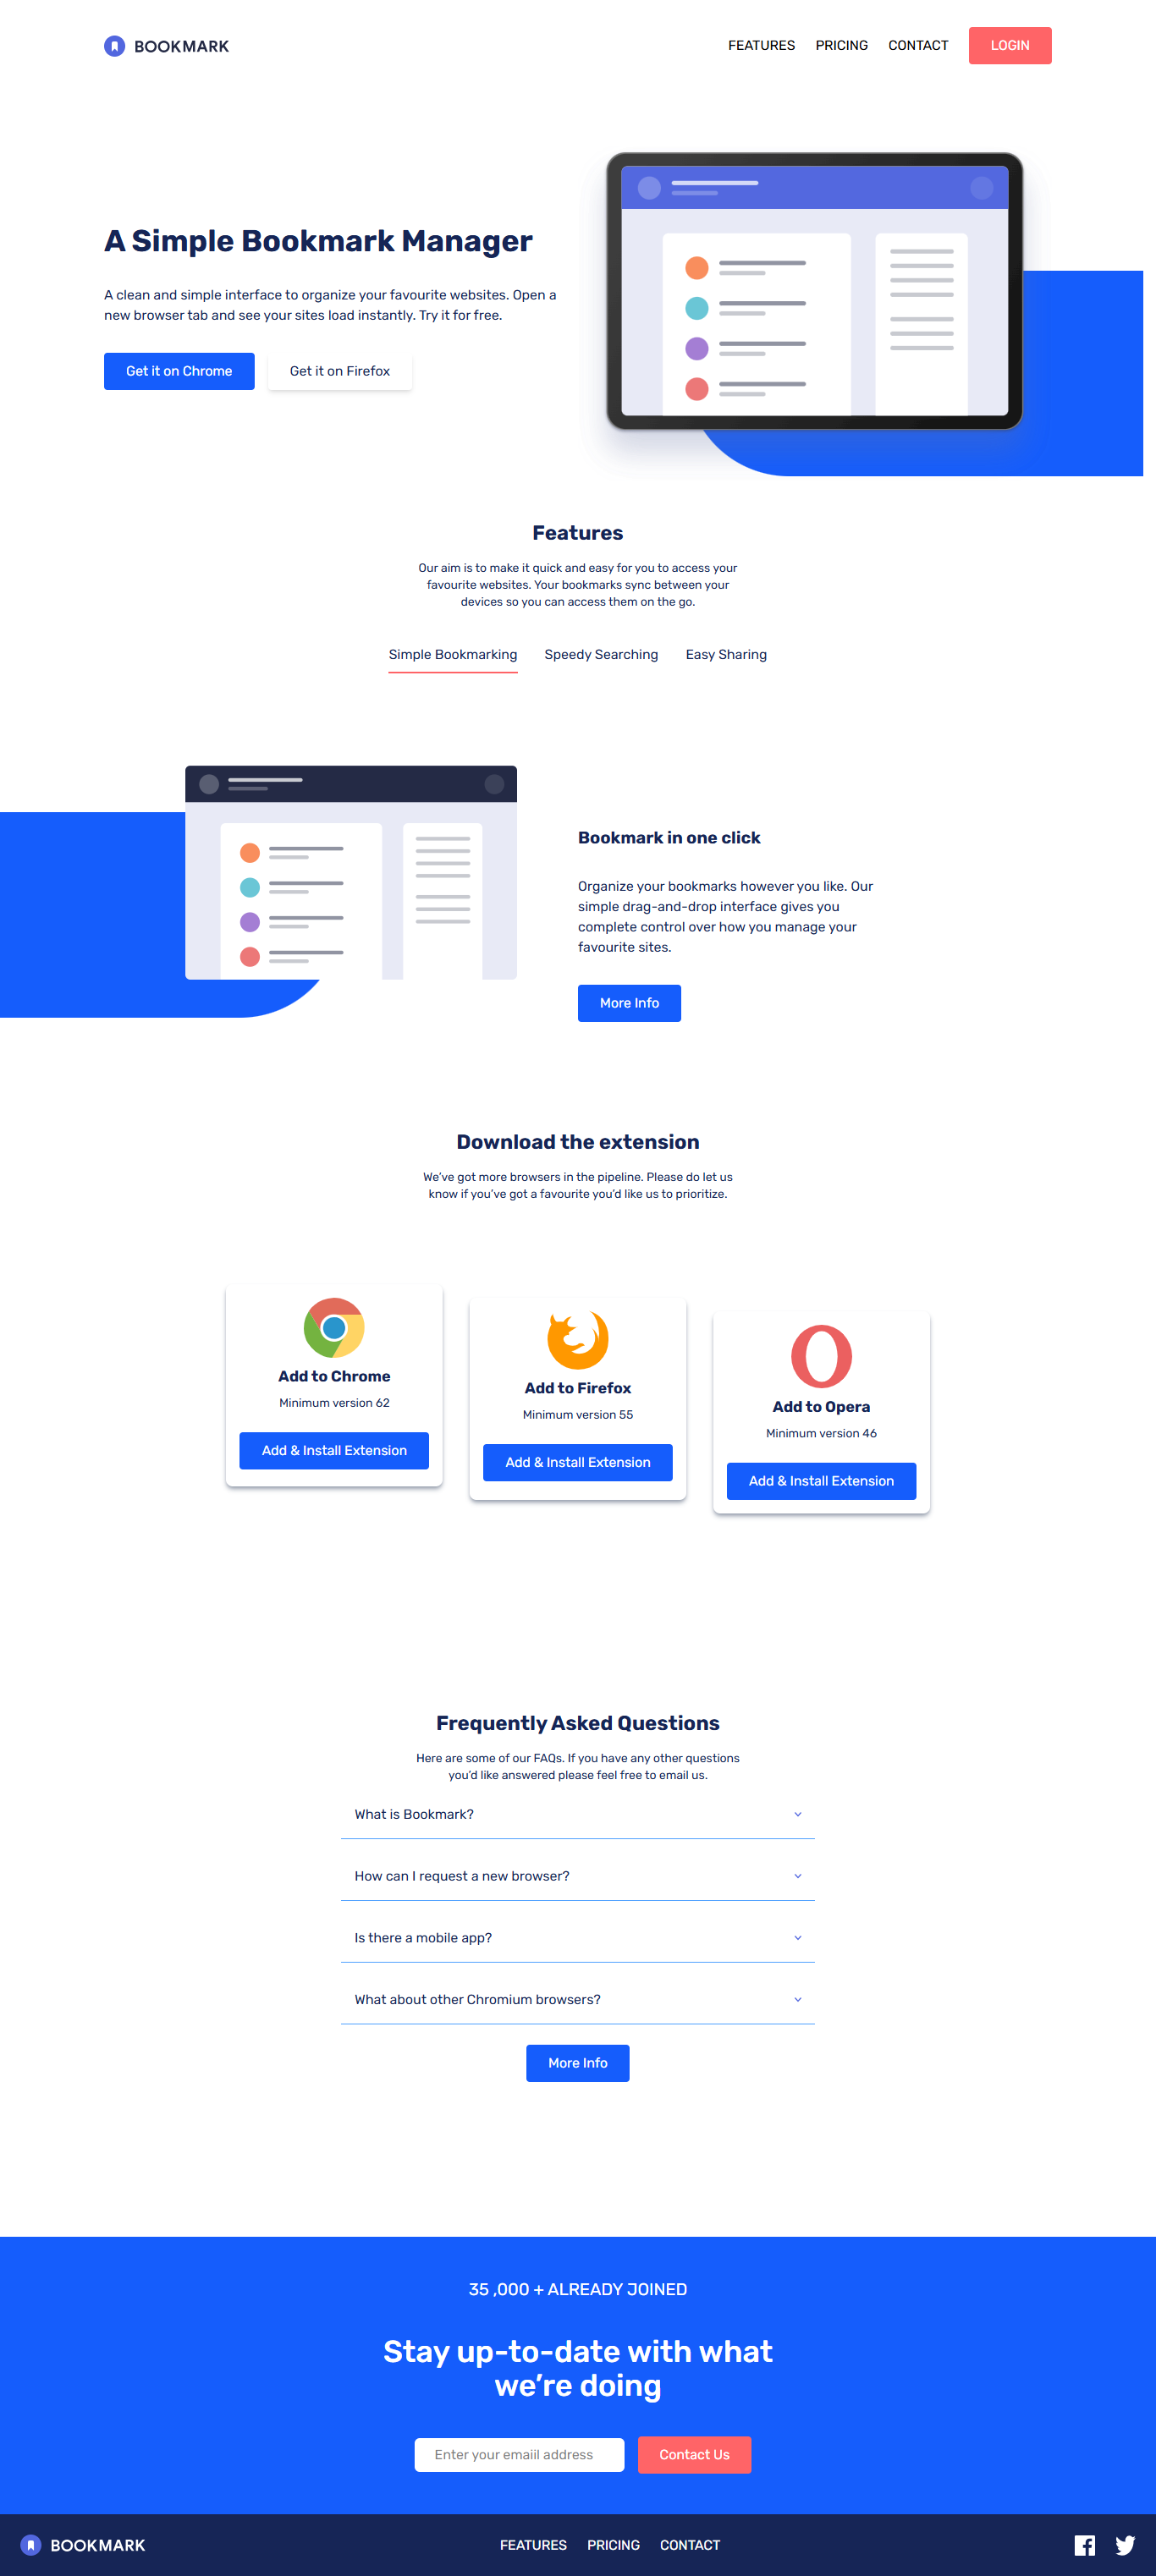 BOOKMARK
FEATURES PRICING CONTACT LOGIN
A Simple Bookmark Manager
A clean and simple interface to organize your favourite websites. Open a
new browser tab and see your sites load instantly. Try it for free.
Get it on Chrome Get it on Firefox
Features
Our aim is to make it quick and easy for you to access your
favourite websites. Your bookmarks sync between your
devices so you can access them on the go.
Simple Bookmarking Speedy Searching Easy Sharing
Bookmark in one click
Organize your bookmarks however you like. Our
simple drag-and-drop interface gives you
complete control over how you manage your
favourite sites.
More Info
Download the extension
We’ve got more browsers in the pipeline. Please do let us
know if you’ve got a favourite you’d like us to prioritize.
Add to Chrome
Minimum version 62
Add & Install Extension
Add to Firefox
Minimum version 55
Add & Install Extension
Add to Opera
Minimum version 46
Add & Install Extension
Frequently Asked Questions
Here are some of our FAQs. If you have any other questions
you’d like answered please feel free to email us.
What is Bookmark?
How can I request a new browser?
Is there a mobile app?
What about other Chromium browsers?
More Info
35 ,000 + ALREADY JOINED
Stay up-to-date with what
we’re doing
Enter your emaiil address Contact Us
BOOKMARK FEATURES PRICING CONTACT